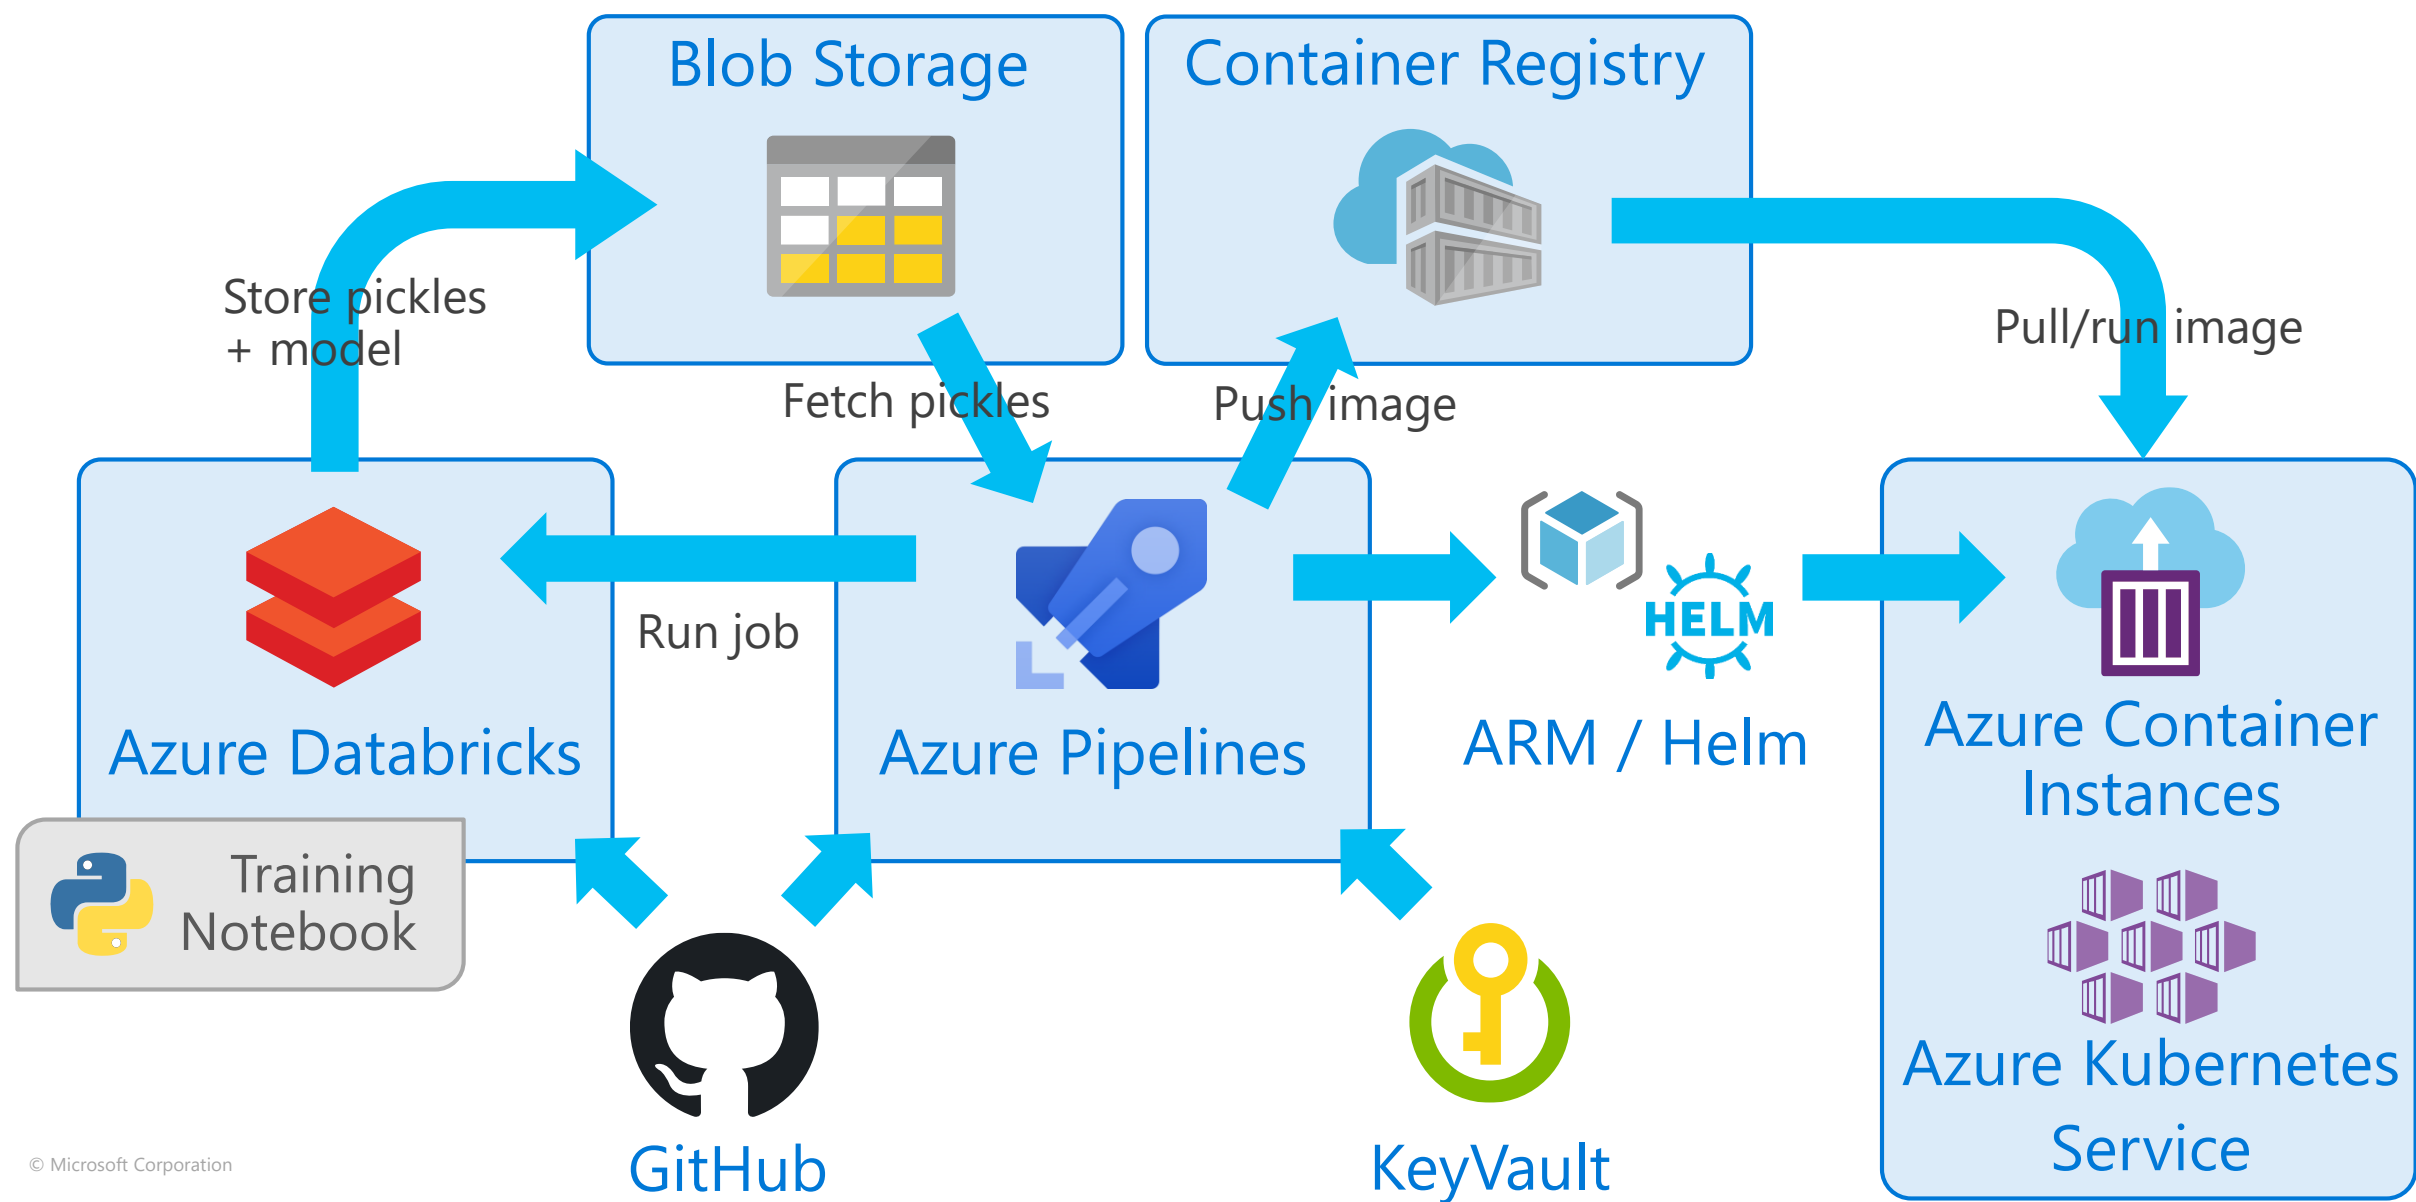 Blob Storage
Container Registry
Store pickles
+ model
Fetch pickles
Push image
Pull/run image
Run job
HELM
Azure Databricks
Azure Pipelines
ARM / Helm
Azure Container
Instances
Training
Notebook
Azure Kubernetes
Service
GitHub
KeyVault
© Microsoft Corporation